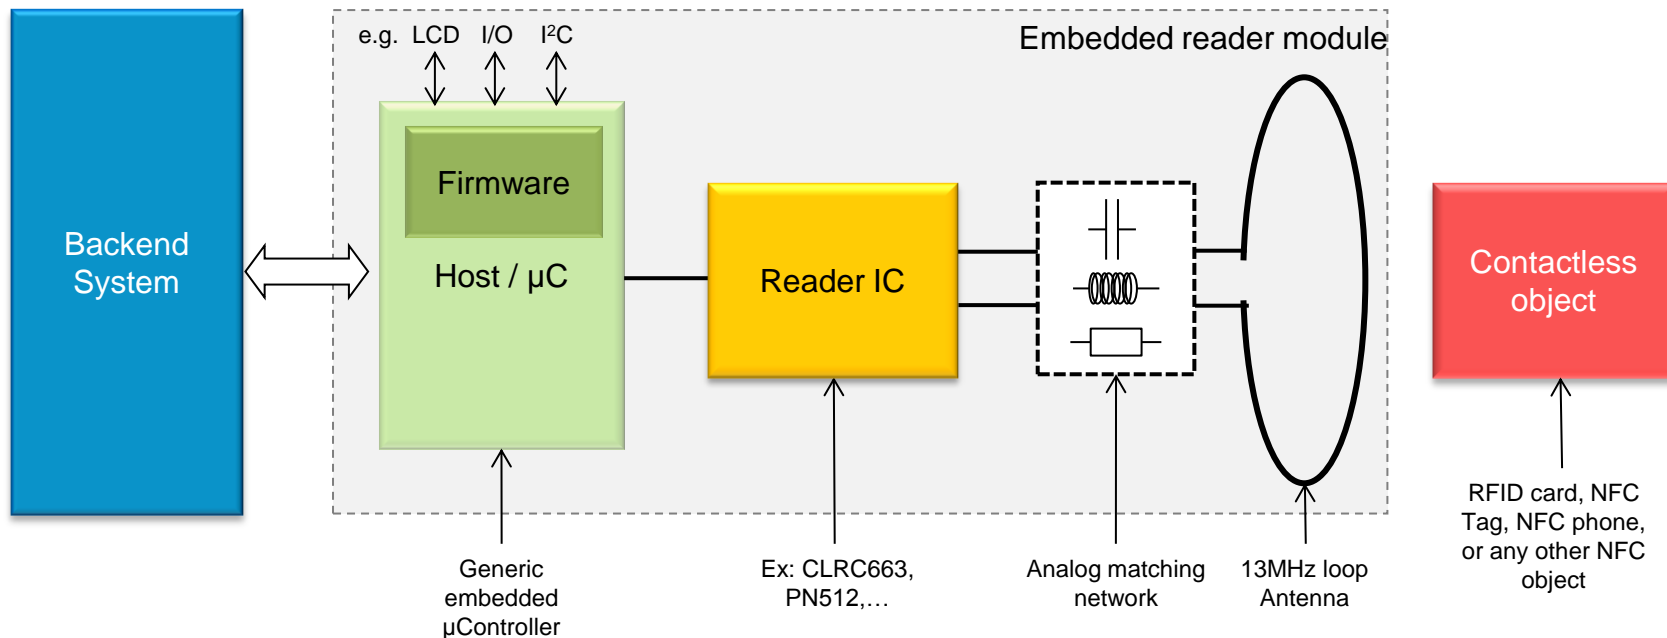 e.g. LCD I/O I²C
Embedded reader module
Firmware
Backend
System
Host / µC
Reader IC
Contactless
object
Generic
embedded
µController
Ex: CLRC663,
PN512,…
Analog matching
network
13MHz loop
Antenna
RFID card, NFC
Tag, NFC phone,
or any other NFC
object